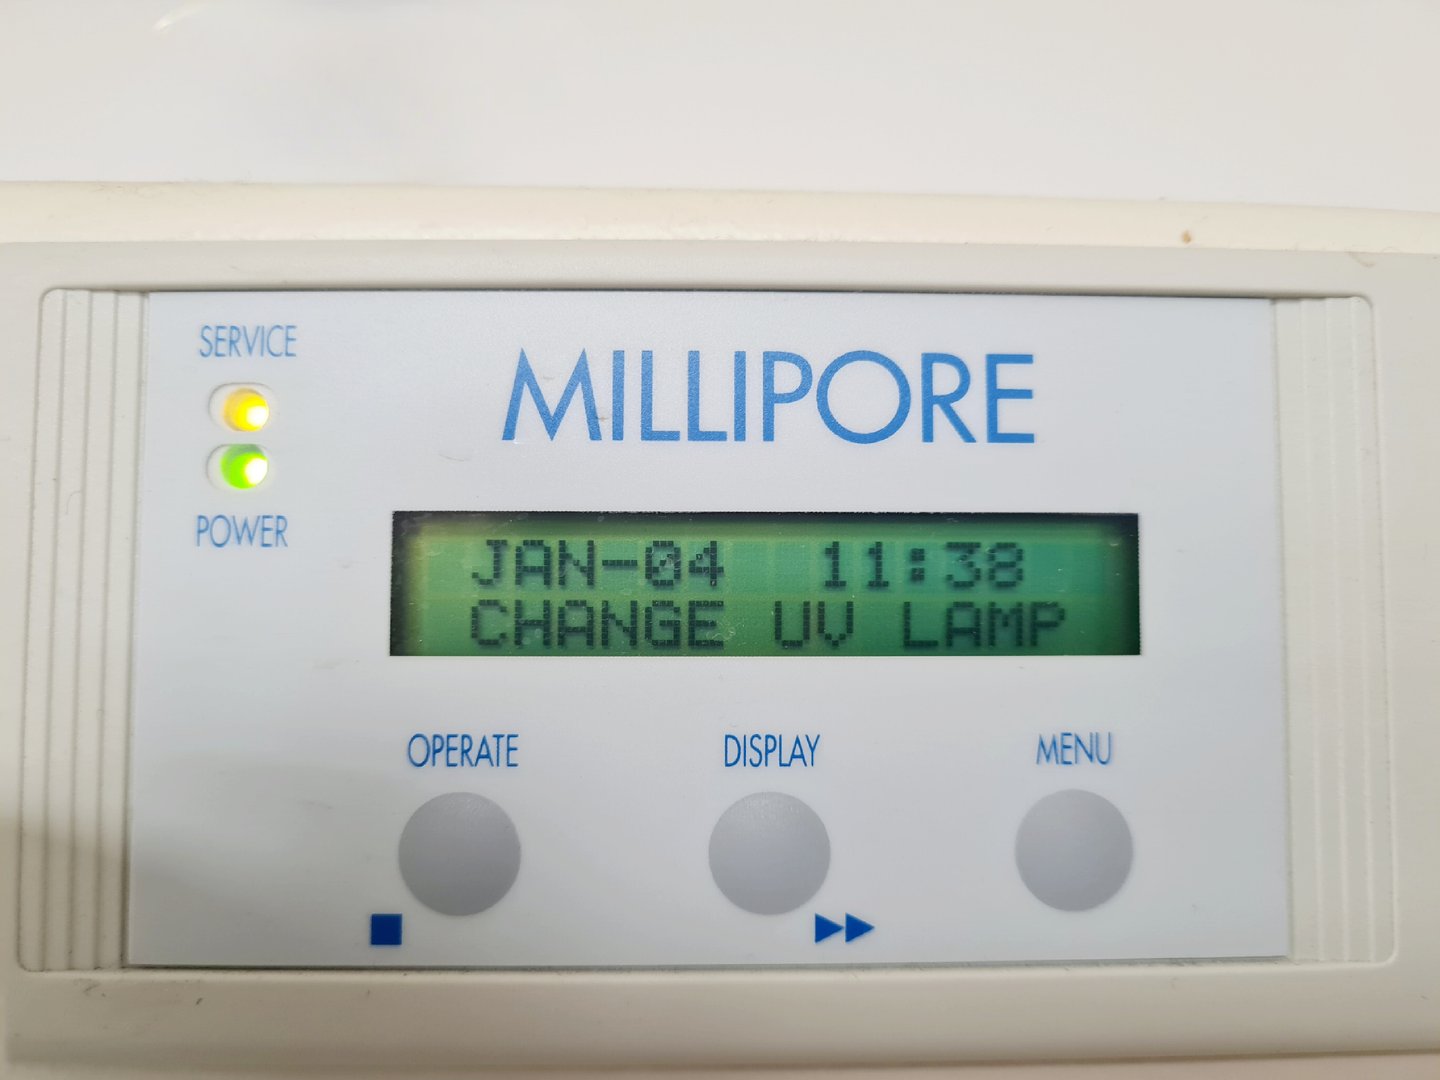 SERVICE
MILLIPORE
POWER
JAN-04 11:38
CHANGE UV LAMP
OPERATE DISPLAY MENU